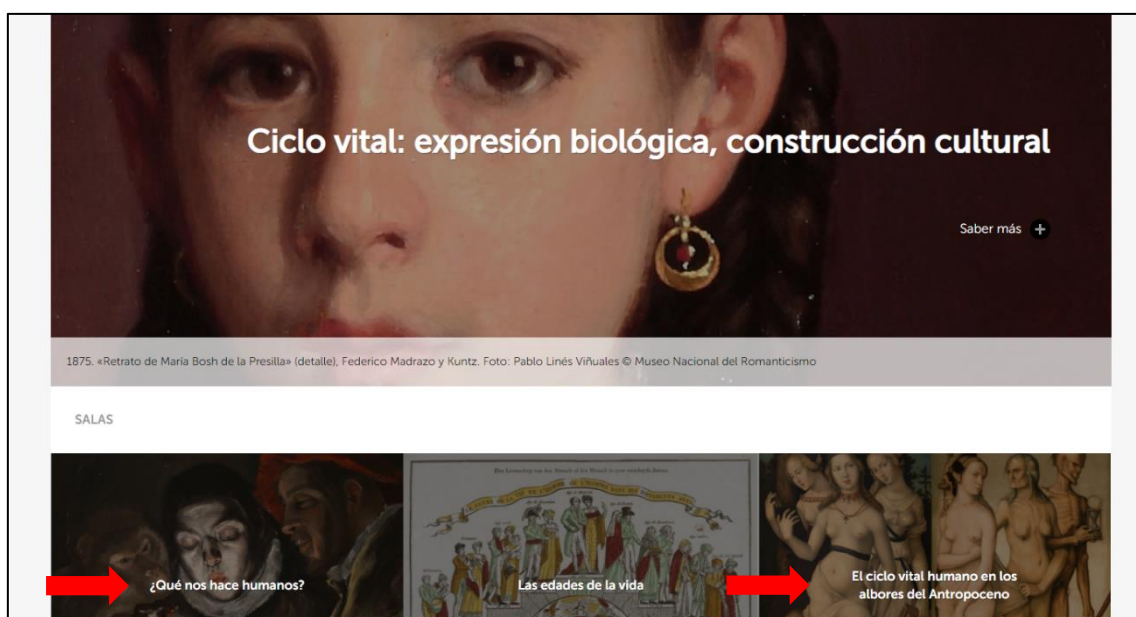 Ciclo vital: expresión biológica, construcción cultural
Saber más +
1875. «Retrato de María Bosh de la Presilla» (detalle), Federico Madrazo y Kuntz. Foto: Pablo Linés Viñuales © Museo Nacional del Romanticismo
SALAS
¿Qué nos hace humanos?
Las edades de la vida
El ciclo vital humano en los
albores del Antropoceno